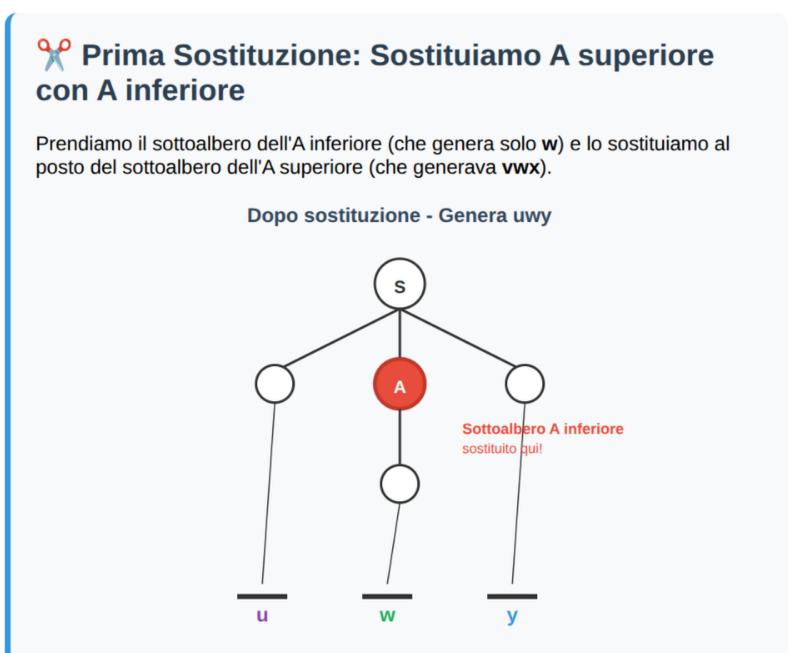 ✂️ Prima Sostituzione: Sostituiamo A superiore
con A inferiore
Prendiamo il sottoalbero dell'A inferiore (che genera solo w) e lo sostituiamo al
posto del sottoalbero dell'A superiore (che generava vwx).
Dopo sostituzione - Genera uwy
S
A
Sottoalbero A inferiore
sostituito qui!
u w y